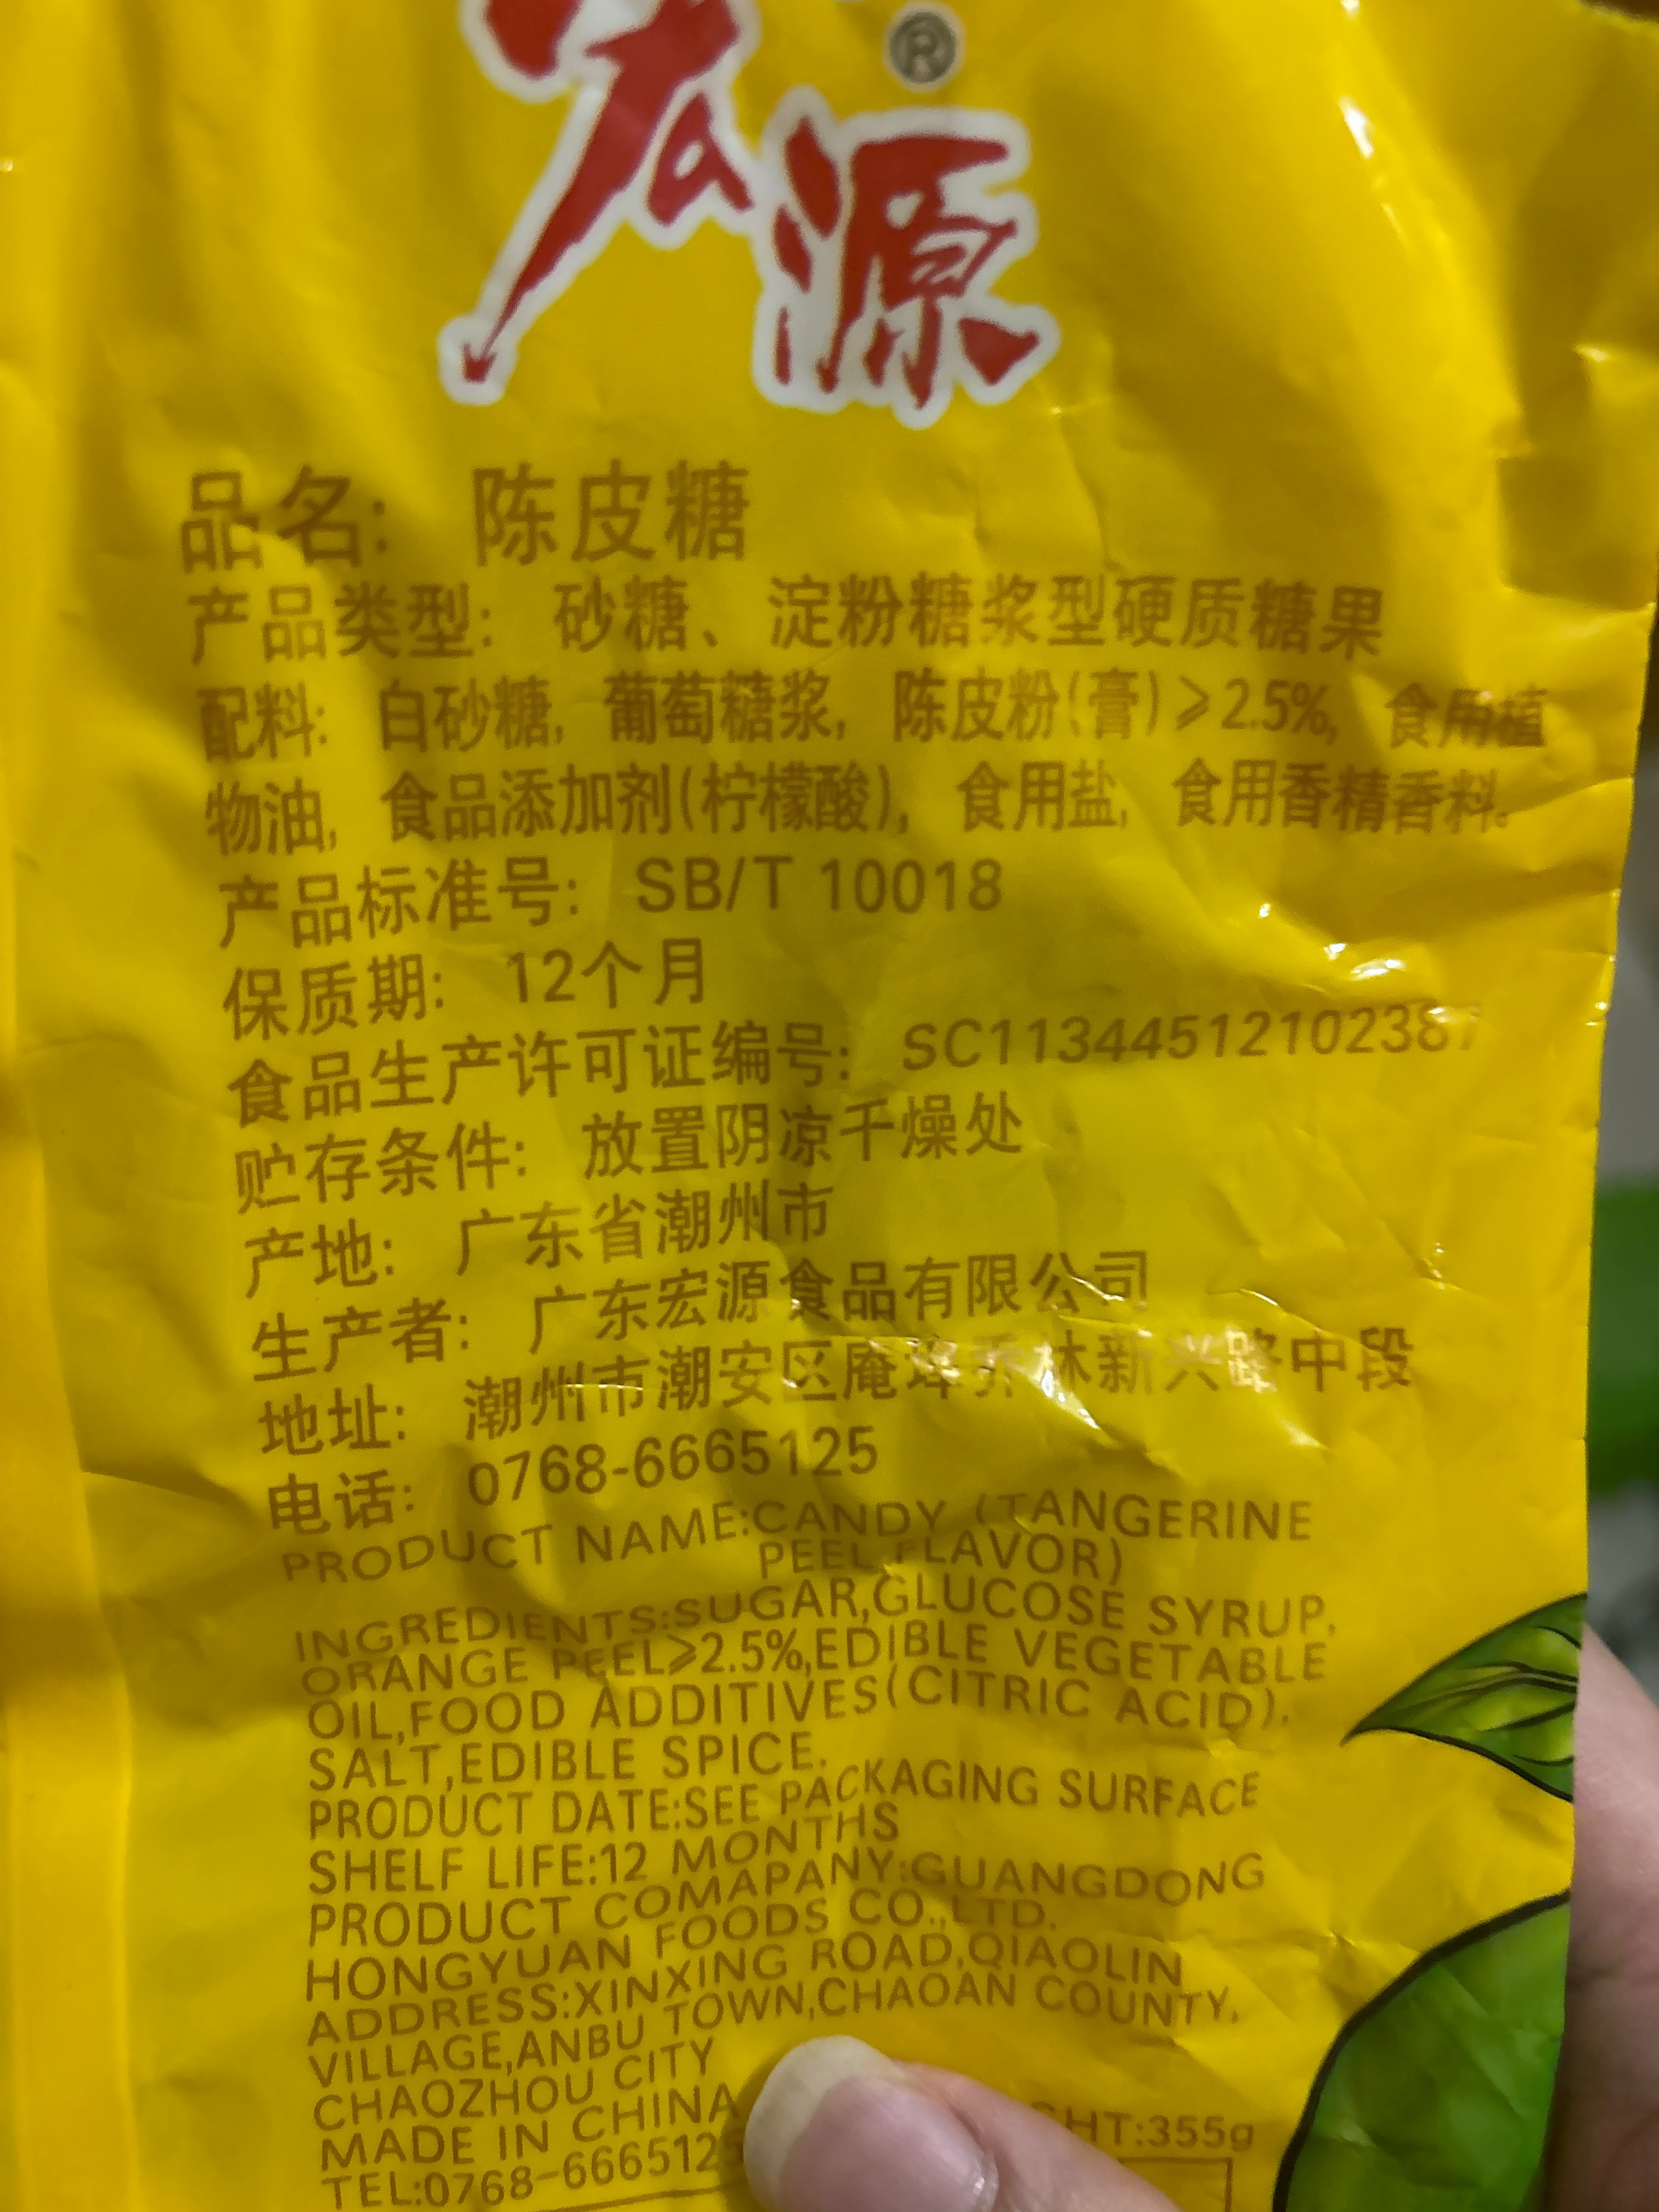 宏源
®
品名: 陈皮糖
产品类型: 砂糖、淀粉糖浆型硬质糖果
配料: 白砂糖, 葡萄糖浆, 陈皮粉(膏)≥2.5%, 食用植
物油, 食品添加剂(柠檬酸), 食用盐, 食用香精香料。
产品标准号: SB/T 10018
保质期: 12个月
食品生产许可证编号: SC11344512102387
贮存条件: 放置阴凉干燥处
产地: 广东省潮州市
生产者: 广东宏源食品有限公司
地址: 潮州市潮安区庵埠乔林新兴路中段
电话: 0768-6665125
PRODUCT NAME:CANDY (TANGERINE
PEEL FLAVOR)
INGREDIENTS:SUGAR,GLUCOSE SYRUP,
ORANGE PEEL≥2.5%,EDIBLE VEGETABLE
OIL,FOOD ADDITIVES(CITRIC ACID),
SALT,EDIBLE SPICE.
PRODUCT DATE:SEE PACKAGING SURFACE
SHELF LIFE:12 MONTHS
PRODUCT COMAPANY:GUANGDONG
HONGYUAN FOODS CO.,LTD.
ADDRESS:XINXING ROAD,QIAOLIN
VILLAGE,ANBU TOWN,CHAOAN COUNTY,
CHAOZHOU CITY
MADE IN CHINA
TEL:0768-6665125
HT:355g